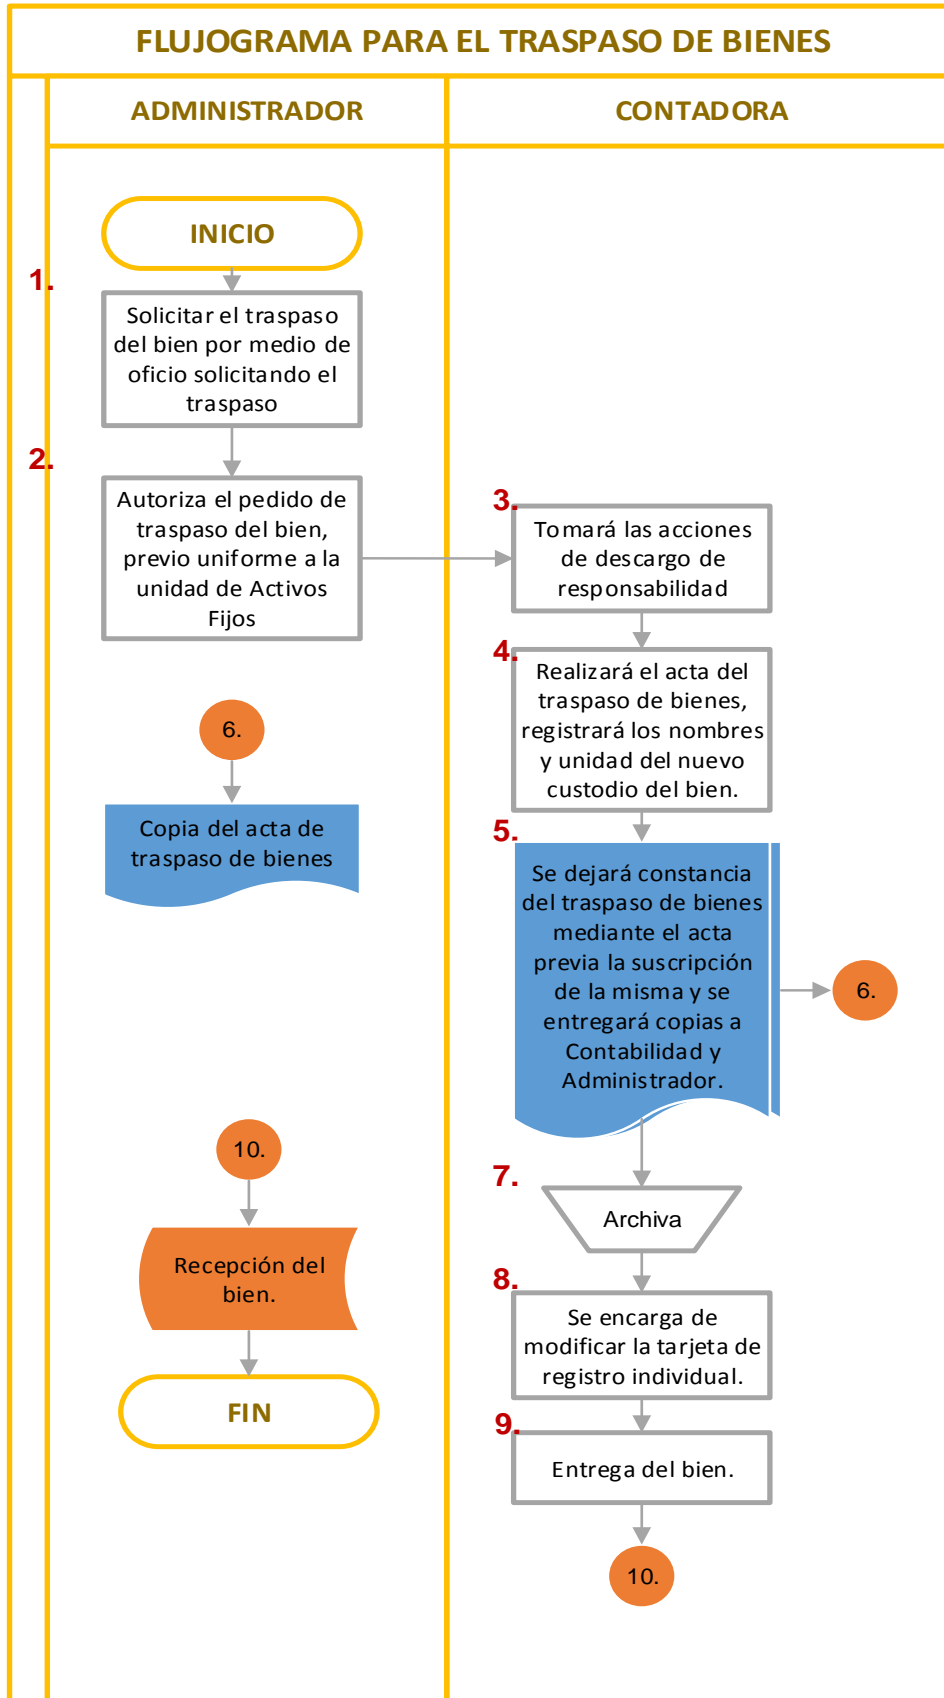 FLUJOGRAMA PARA EL TRASPASO DE BIENES
ADMINISTRADOR
CONTADORA
INICIO
1.
Solicitar el traspaso
del bien por medio de
oficio solicitando el
traspaso
2.
Autoriza el pedido de
traspaso del bien,
previo uniforme a la
unidad de Activos
Fijos
3.
Tomará las acciones
de descargo de
responsabilidad
4.
Realizará el acta del
traspaso de bienes,
registrará los nombres
y unidad del nuevo
custodio del bien.
5.
Se dejará constancia
del traspaso de bienes
mediante el acta
previa la suscripción
de la misma y se
entregará copias a
Contabilidad y
Administrador.
6.
6.
Copia del acta de
traspaso de bienes
7.
Archiva
8.
Se encarga de
modificar la tarjeta de
registro individual.
9.
Entrega del bien.
10.
10.
Recepción del
bien.
FIN